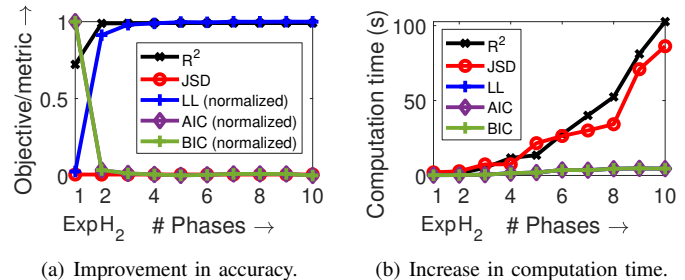 Objective/metric →
1
0.5
0
R²
JSD
LL (normalized)
AIC (normalized)
BIC (normalized)
1 2 4 6 8 10
Exp H₂ # Phases →
(a) Improvement in accuracy.
Computation time (s)
100
50
0
R²
JSD
LL
AIC
BIC
1 2 4 6 8 10
Exp H₂ # Phases →
(b) Increase in computation time.